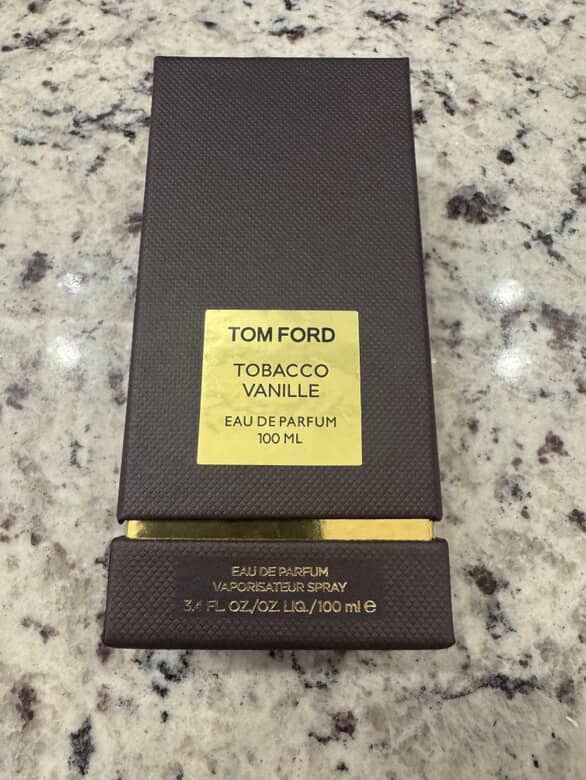 TOM FORD
TOBACCO
VANILLE
EAU DE PARFUM
100 ML
EAU DE PARFUM
VAPORISATEUR SPRAY
3.4 FL. OZ./OZ. LIQ./100 ml ℮